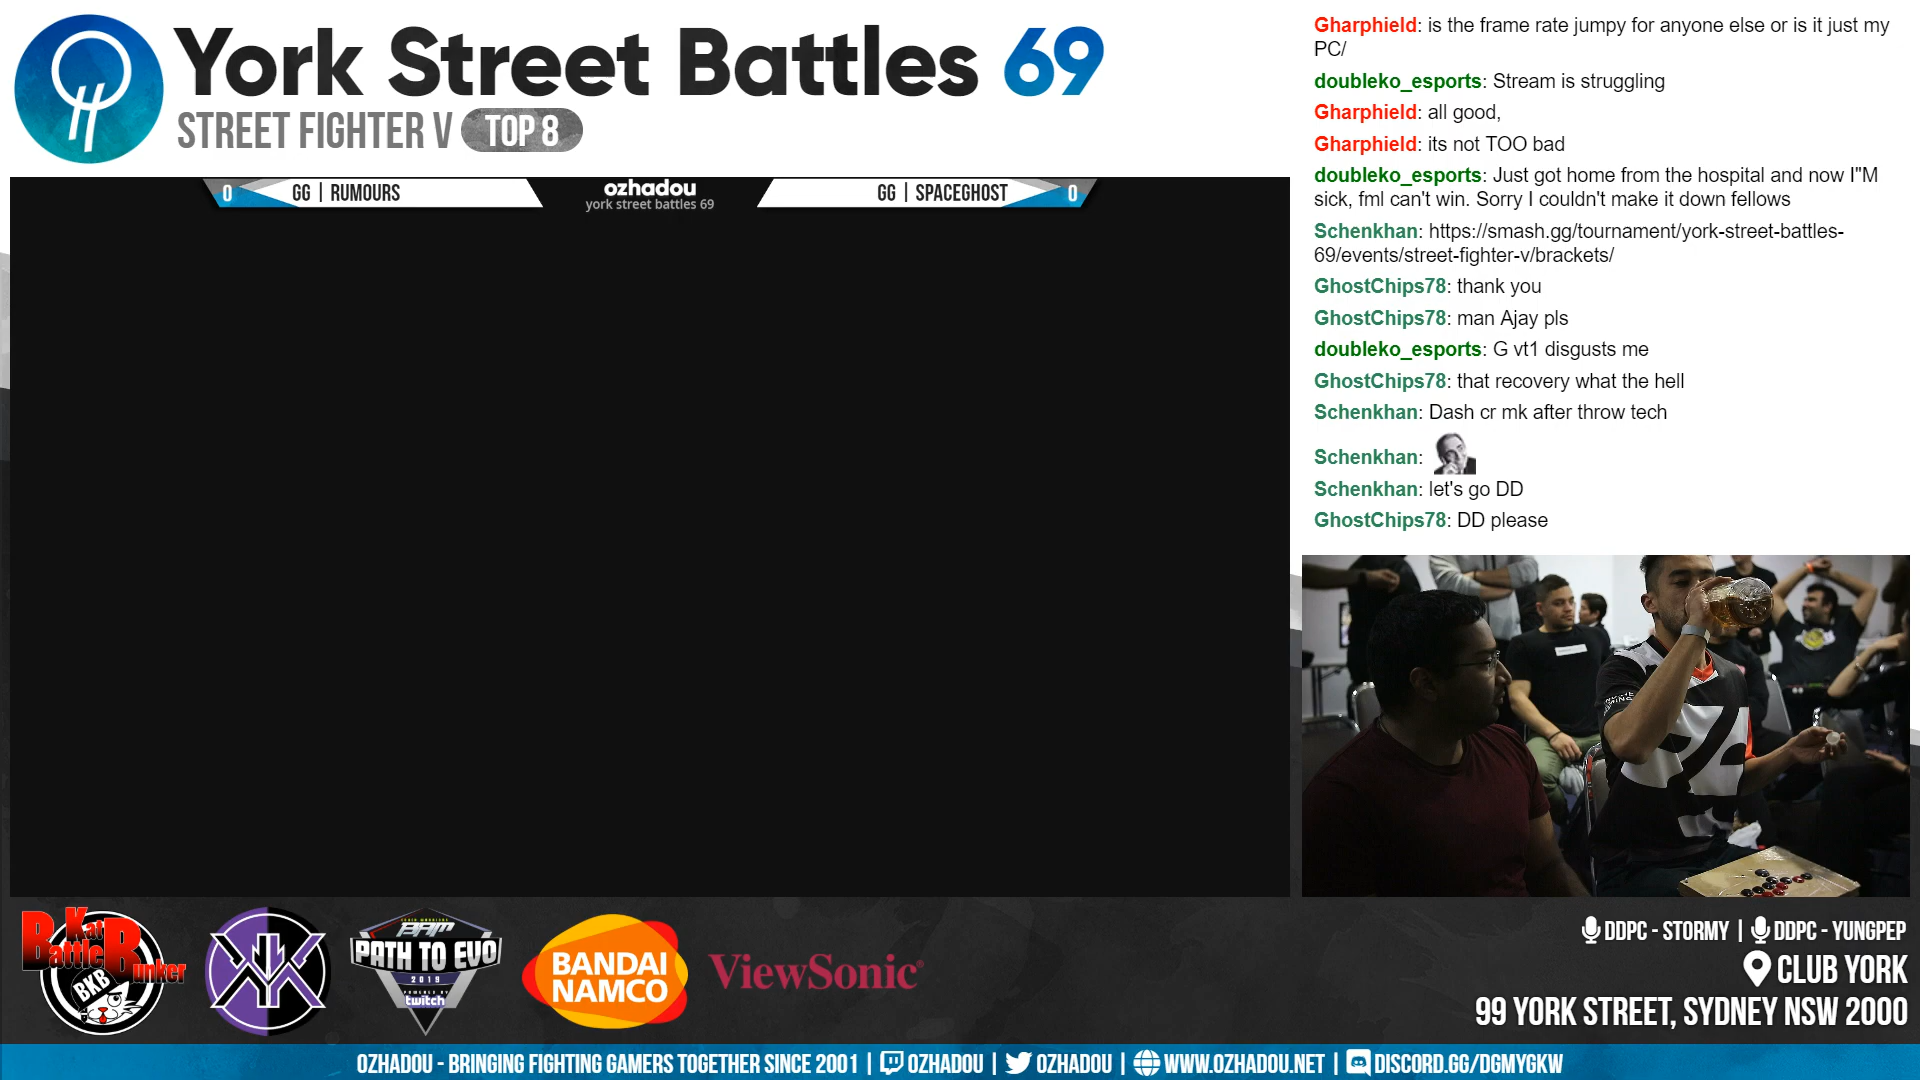 York Street Battles 69
STREET FIGHTER V TOP 8
0 GG | RUMOURS
ozhadou
york street battles 69
GG | SPACEGHOST 0
Gharphield: is the frame rate jumpy for anyone else or is it just my
PC/
doubleko_esports: Stream is struggling
Gharphield: all good,
Gharphield: its not TOO bad
doubleko_esports: Just got home from the hospital and now I"M
sick, fml can't win. Sorry I couldn't make it down fellows
Schenkhan: https://smash.gg/tournament/york-street-battles-
69/events/street-fighter-v/brackets/
GhostChips78: thank you
GhostChips78: man Ajay pls
doubleko_esports: G vt1 disgusts me
GhostChips78: that recovery what the hell
Schenkhan: Dash cr mk after throw tech
Schenkhan:
Schenkhan: let's go DD
GhostChips78: DD please
Kat
Battle
Bunker
BKB
BAM
PATH TO EVO
2019
POWERED BY
twitch
BANDAI
NAMCO
ViewSonic
DDPC - STORMY | DDPC - YUNGPEP
CLUB YORK
99 YORK STREET, SYDNEY NSW 2000
OZHADOU - BRINGING FIGHTING GAMERS TOGETHER SINCE 2001 | OZHADOU | OZHADOU | WWW.OZHADOU.NET | DISCORD.GG/DGMYGKW